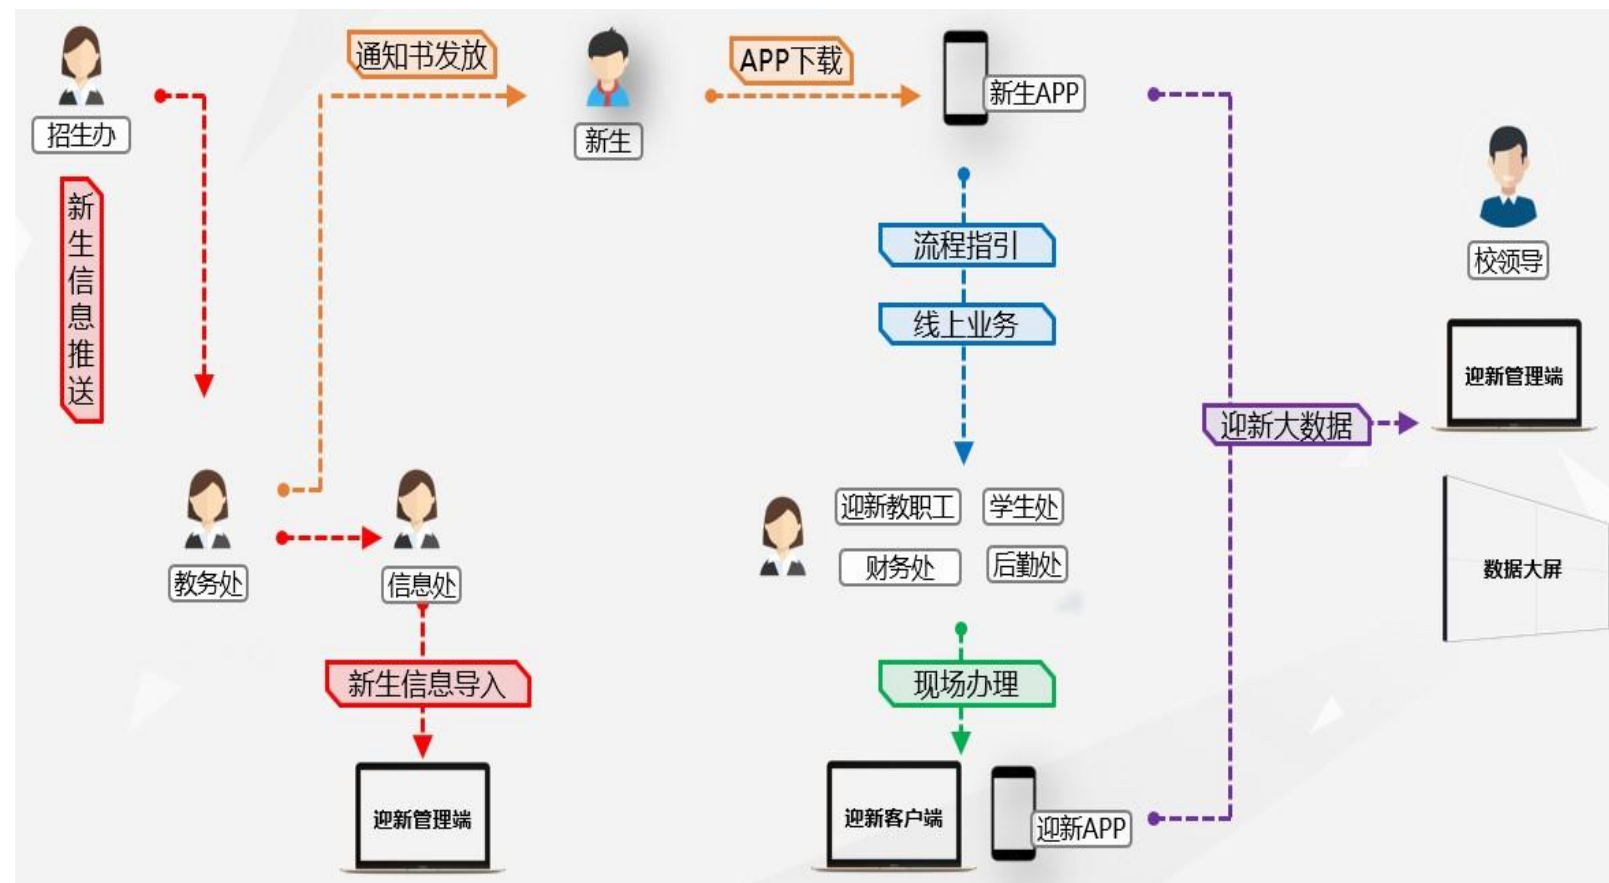 通知书发放
APP下载
新生APP
招生办
新生
新生信息推送
流程指引
校领导
线上业务
迎新管理端
迎新大数据
迎新教职工
学生处
财务处
后勤处
教务处
信息处
数据大屏
新生信息导入
现场办理
迎新管理端
迎新客户端
迎新APP